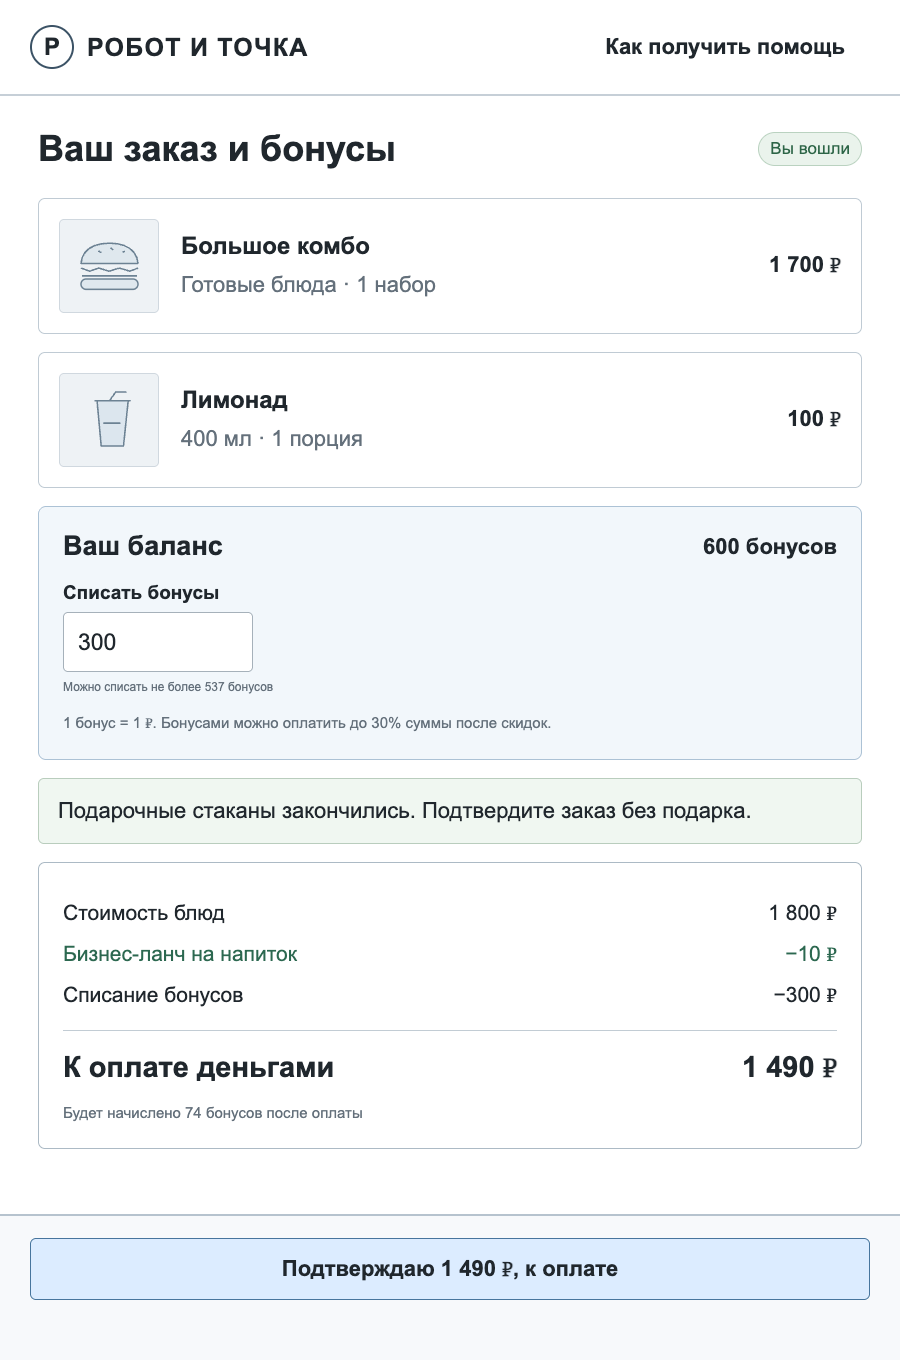 Р РОБОТ И ТОЧКА
Как получить помощь
Ваш заказ и бонусы
Вы вошли
Большое комбо
Готовые блюда · 1 набор
1 700 ₽
Лимонад
400 мл · 1 порция
100 ₽
Ваш баланс
600 бонусов
Списать бонусы
300
Можно списать не более 537 бонусов
1 бонус = 1 ₽. Бонусами можно оплатить до 30% суммы после скидок.
Подарочные стаканы закончились. Подтвердите заказ без подарка.
Стоимость блюд 1 800 ₽
Бизнес-ланч на напиток −10 ₽
Списание бонусов −300 ₽
К оплате деньгами 1 490 ₽
Будет начислено 74 бонусов после оплаты
Подтверждаю 1 490 ₽, к оплате